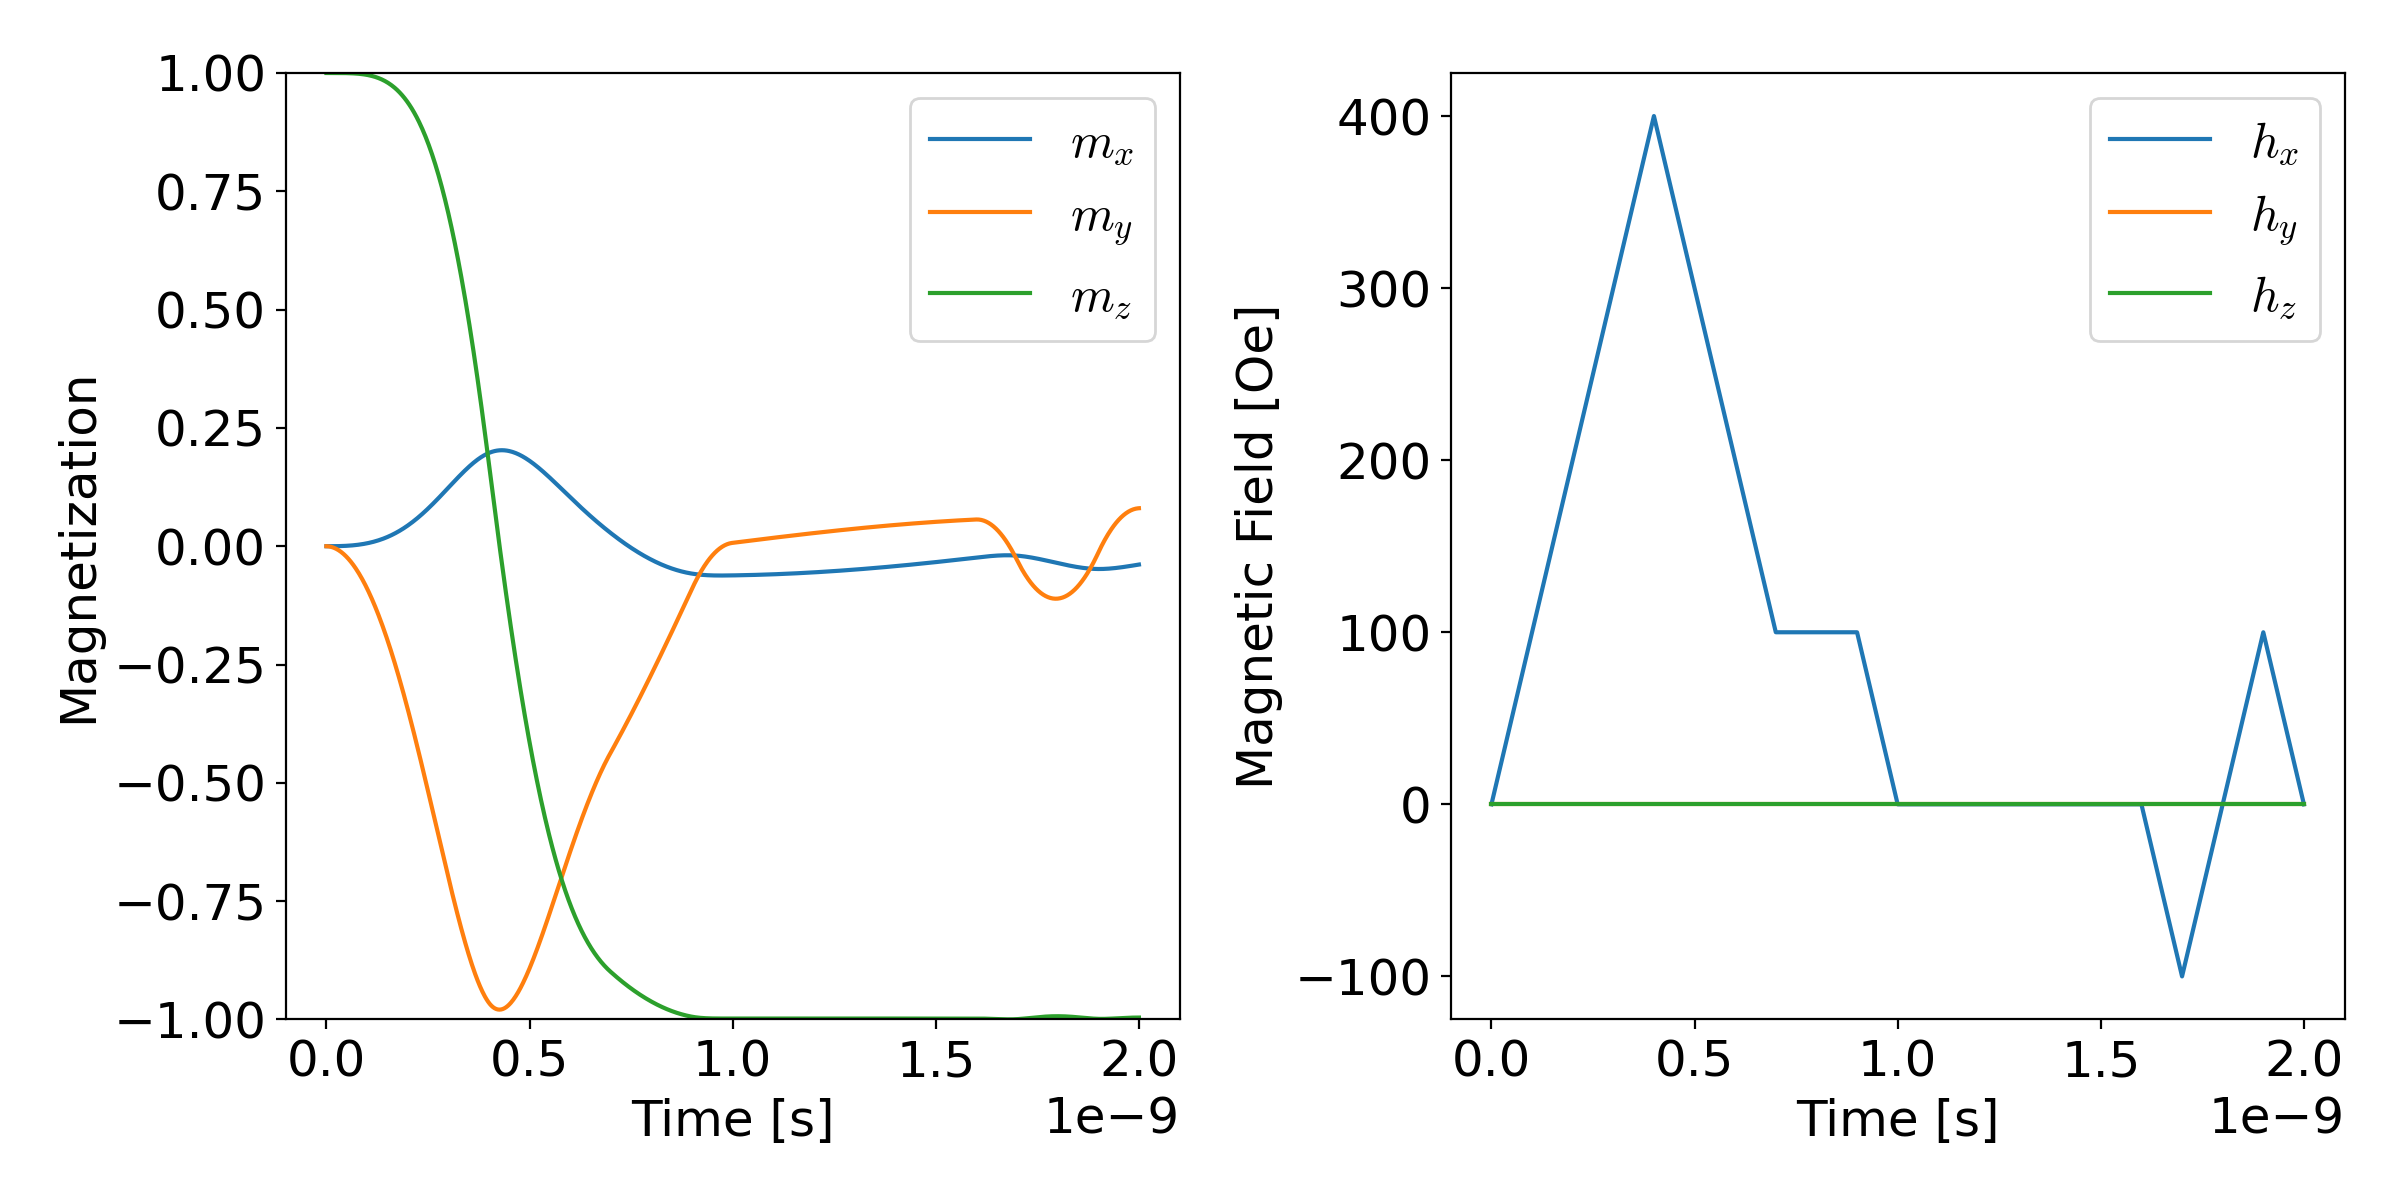 Magnetization
1.00
0.75
0.50
0.25
0.00
−0.25
−0.50
−0.75
−1.00
m_x
m_y
m_z
0.0 0.5 1.0 1.5 2.0
Time [s]
1e−9
Magnetic Field [Oe]
400
300
200
100
0
−100
h_x
h_y
h_z
0.0 0.5 1.0 1.5 2.0
Time [s]
1e−9